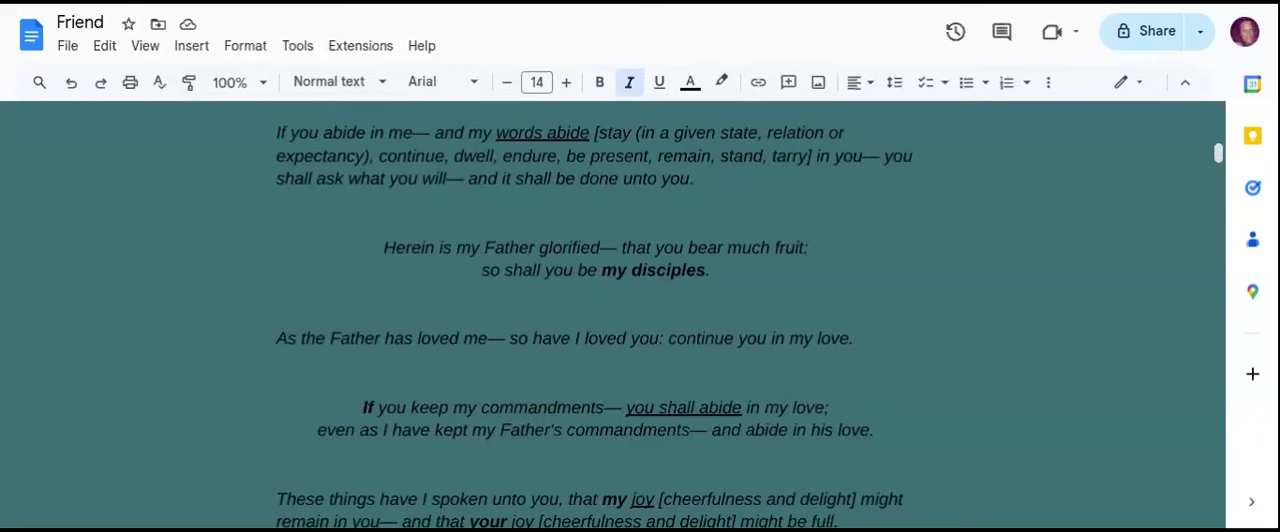 Friend
File Edit View Insert Format Tools Extensions Help
Share
100% Normal text Arial – 14 + B I U A
If you abide in me— and my words abide [stay (in a given state, relation or
expectancy), continue, dwell, endure, be present, remain, stand, tarry] in you— you
shall ask what you will— and it shall be done unto you.
Herein is my Father glorified— that you bear much fruit;
so shall you be my disciples.
As the Father has loved me— so have I loved you: continue you in my love.
If you keep my commandments— you shall abide in my love;
even as I have kept my Father's commandments— and abide in his love.
These things have I spoken unto you, that my joy [cheerfulness and delight] might
remain in you— and that your joy [cheerfulness and delight] might be full.